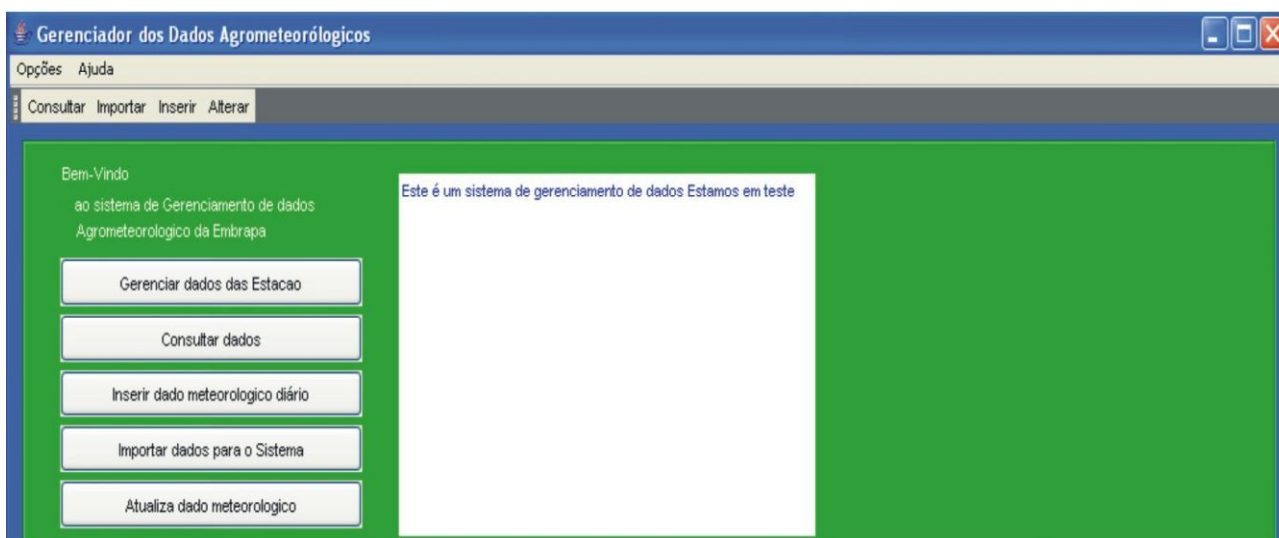 Gerenciador dos Dados Agrometeorólogicos
Opções Ajuda
Consultar Importar Inserir Alterar
Bem-Vindo
ao sistema de Gerenciamento de dados
Agrometeorologico da Embrapa
Este é um sistema de gerenciamento de dados Estamos em teste
Gerenciar dados das Estacao
Consultar dados
Inserir dado meteorologico diário
Importar dados para o Sistema
Atualiza dado meteorologico